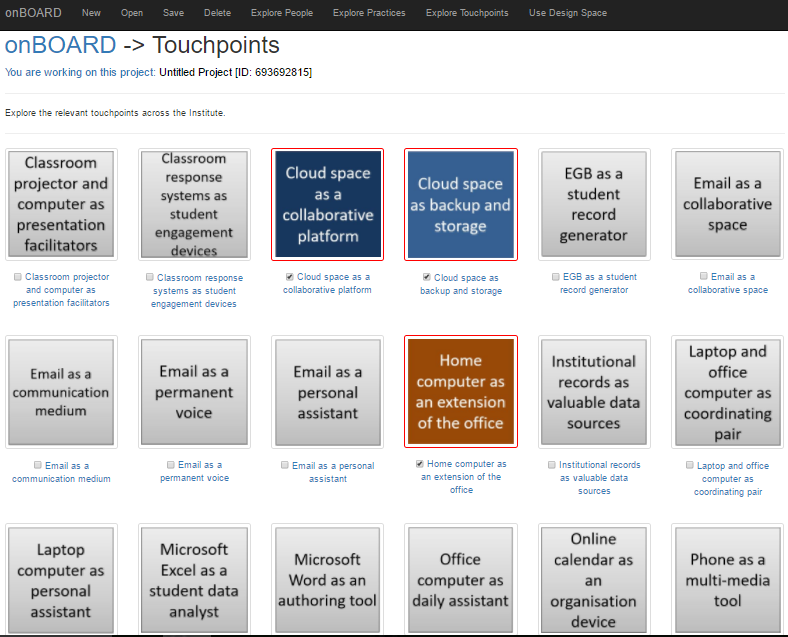 onBOARD New Open Save Delete Explore People Explore Practices Explore Touchpoints Use Design Space
onBOARD -> Touchpoints
You are working on this project: Untitled Project [ID: 693692815]
Explore the relevant touchpoints across the Institute.
Classroom
projector and
computer as
presentation
facilitators
Classroom
response
systems as
student
engagement
devices
Cloud space
as a
collaborative
platform
Cloud space
as backup and
storage
EGB as a
student
record
generator
Email as a
collaborative
space
Classroom projector
and computer as
presentation facilitators
Classroom response
systems as student
engagement devices
Cloud space as a
collaborative platform
Cloud space as
backup and storage
EGB as a student
record generator
Email as a
collaborative space
Email as a
communication
medium
Email as a
permanent
voice
Email as a
personal
assistant
Home
computer as
an extension
of the office
Institutional
records as
valuable data
sources
Laptop and
office
computer as
coordinating
pair
Email as a
communication medium
Email as a
permanent voice
Email as a personal
assistant
Home computer as
an extension of the
office
Institutional records
as valuable data
sources
Laptop and office
computer as
coordinating pair
Laptop
computer as
personal
assistant
Microsoft
Excel as a
student data
analyst
Microsoft
Word as an
authoring tool
Office
computer as
daily assistant
Online
calendar as
an
organisation
device
Phone as a
multi-media
tool